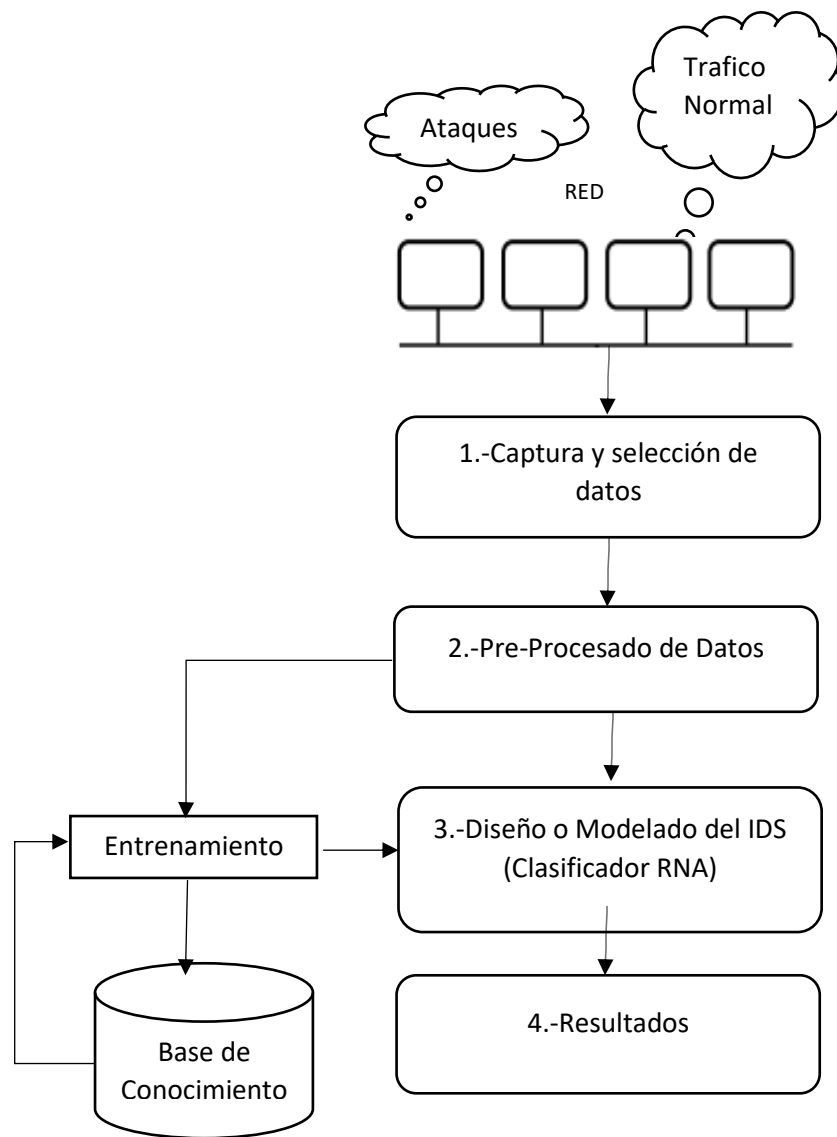 Trafico
Normal
Ataques
RED
1.-Captura y selección de
datos
2.-Pre-Procesado de Datos
Entrenamiento
3.-Diseño o Modelado del IDS
(Clasificador RNA)
Base de
Conocimiento
4.-Resultados